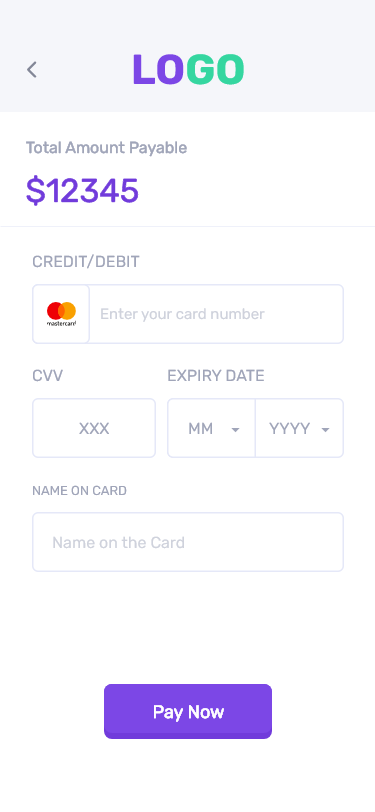 LOGO
Total Amount Payable
$12345
CREDIT/DEBIT
mastercard
Enter your card number
CVV EXPIRY DATE
XXX MM YYYY
NAME ON CARD
Name on the Card
Pay Now